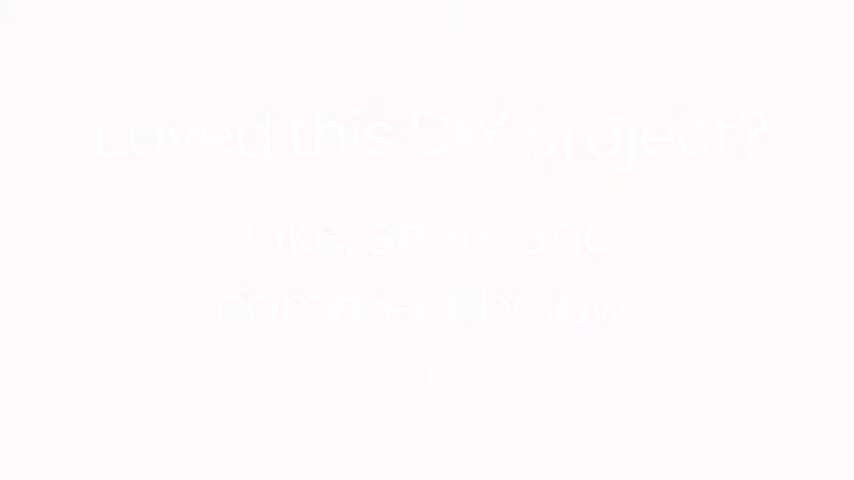 Loved this DIY project?
Like, share and
comment below